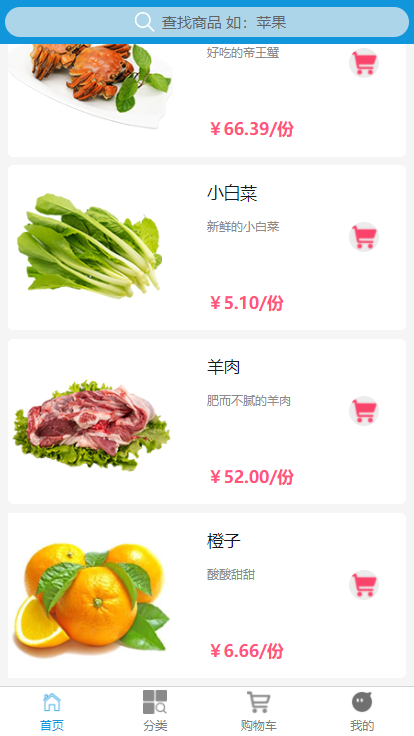 查找商品 如：苹果
好吃的帝王蟹
￥66.39/份
小白菜
新鲜的小白菜
￥5.10/份
羊肉
肥而不腻的羊肉
￥52.00/份
橙子
酸酸甜甜
￥6.66/份
首页
分类
购物车
我的